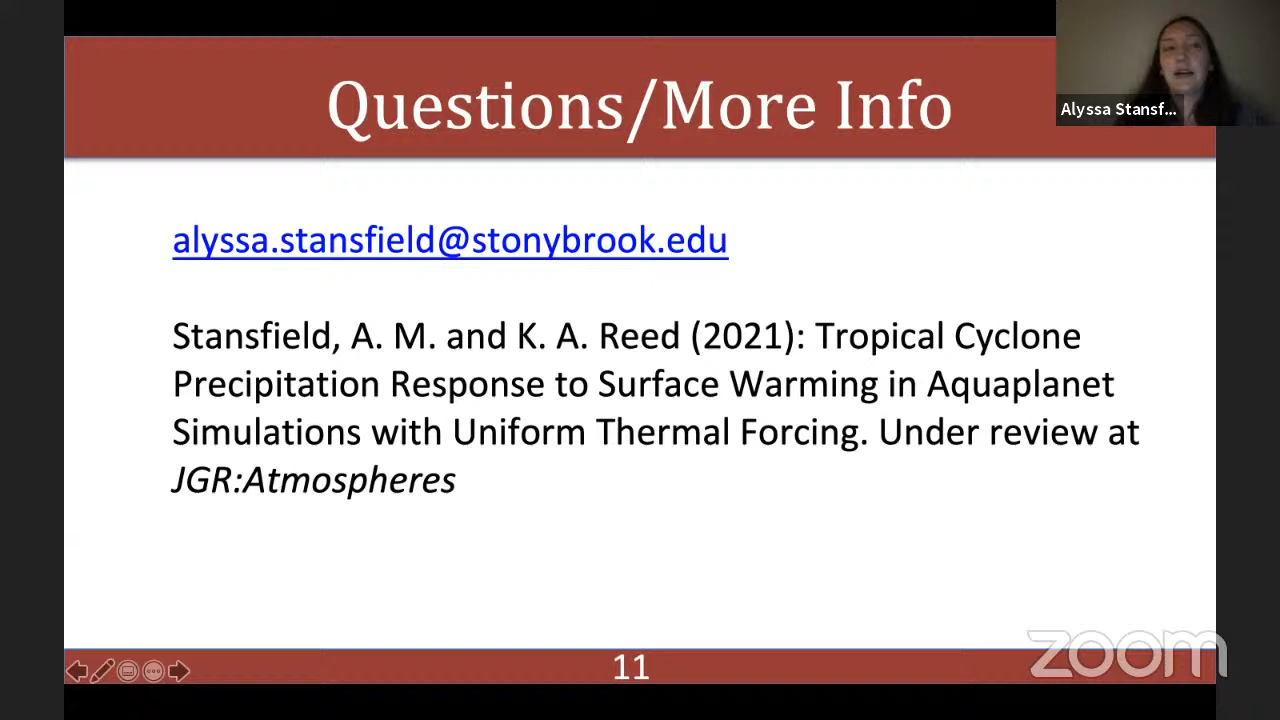 Questions/More Info
Alyssa Stansf...
alyssa.stansfield@stonybrook.edu
Stansfield, A. M. and K. A. Reed (2021): Tropical Cyclone
Precipitation Response to Surface Warming in Aquaplanet
Simulations with Uniform Thermal Forcing. Under review at
JGR:Atmospheres
zoom
11